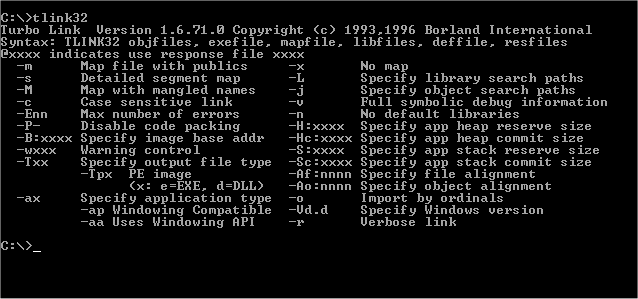 C:\>tlink32
Turbo Link  Version 1.6.71.0 Copyright (c) 1993,1996 Borland International
Syntax: TLINK32 objfiles, exefile, mapfile, libfiles, deffile, resfiles
@xxxx indicates use response file xxxx
  -m      Map file with publics     -x        No map
  -s      Detailed segment map      -L        Specify library search paths
  -M      Map with mangled names    -j        Specify object search paths
  -c      Case sensitive link       -v        Full symbolic debug information
  -Enn    Max number of errors      -n        No default libraries
  -P-     Disable code packing      -H:xxxx   Specify app heap reserve size
  -B:xxxx Specify image base addr   -Hc:xxxx  Specify app heap commit size
  -wxxx   Warning control           -S:xxxx   Specify app stack reserve size
  -Txx    Specify output file type  -Sc:xxxx  Specify app stack commit size
          -Tpx  PE image            -Af:nnnn  Specify file alignment
                (x: e=EXE, d=DLL)   -Ao:nnnn  Specify object alignment
  -ax     Specify application type  -o        Import by ordinals
          -ap Windowing Compatible  -Vd.d     Specify Windows version
          -aa Uses Windowing API    -r        Verbose link
C:\>_